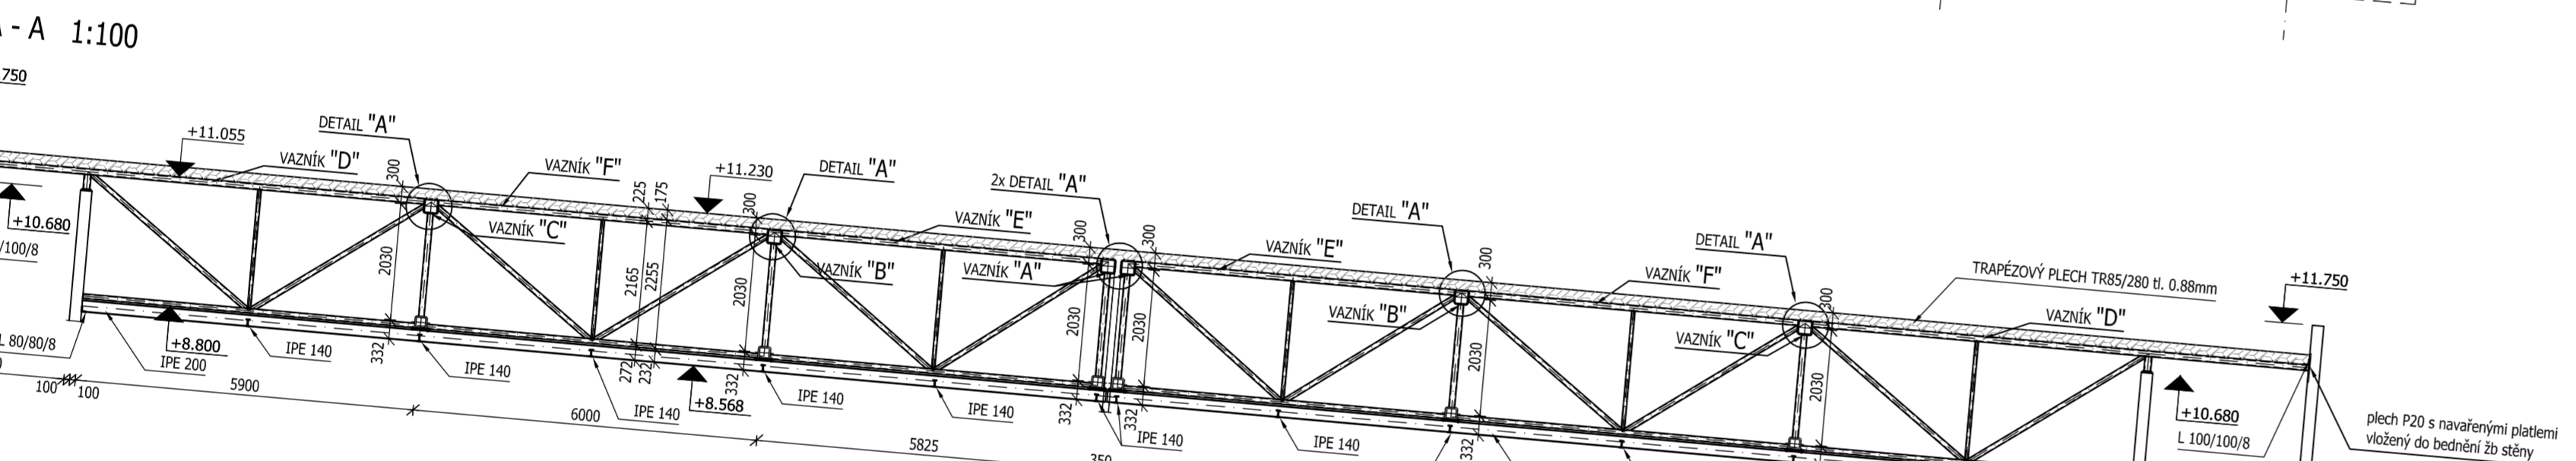 - A 1:100
750
+11.055
DETAIL "A"
VAZNÍK "D"
300
VAZNÍK "F"
225
175
+11.230
300
DETAIL "A"
2x DETAIL "A"
VAZNÍK "E"
300
300
VAZNÍK "E"
DETAIL "A"
300
VAZNÍK "F"
DETAIL "A"
300
TRAPÉZOVÝ PLECH TR85/280 tl. 0.88mm
+11.750
+10.680
/100/8
VAZNÍK "C"
VAZNÍK "B"
VAZNÍK "A"
VAZNÍK "B"
VAZNÍK "C"
VAZNÍK "D"
2030
2165
2255
2030
2030
2030
2030
2030
L 80/80/8
+8.800
IPE 200
IPE 140
332
IPE 140
272
232
+8.568
332
IPE 140
IPE 140
IPE 140
332
332
IPE 140
IPE 140
332
+10.680
L 100/100/8
plech P20 s navařenými platlemi
vložený do bednění žb stěny
100
100
5900
6000
5825
350